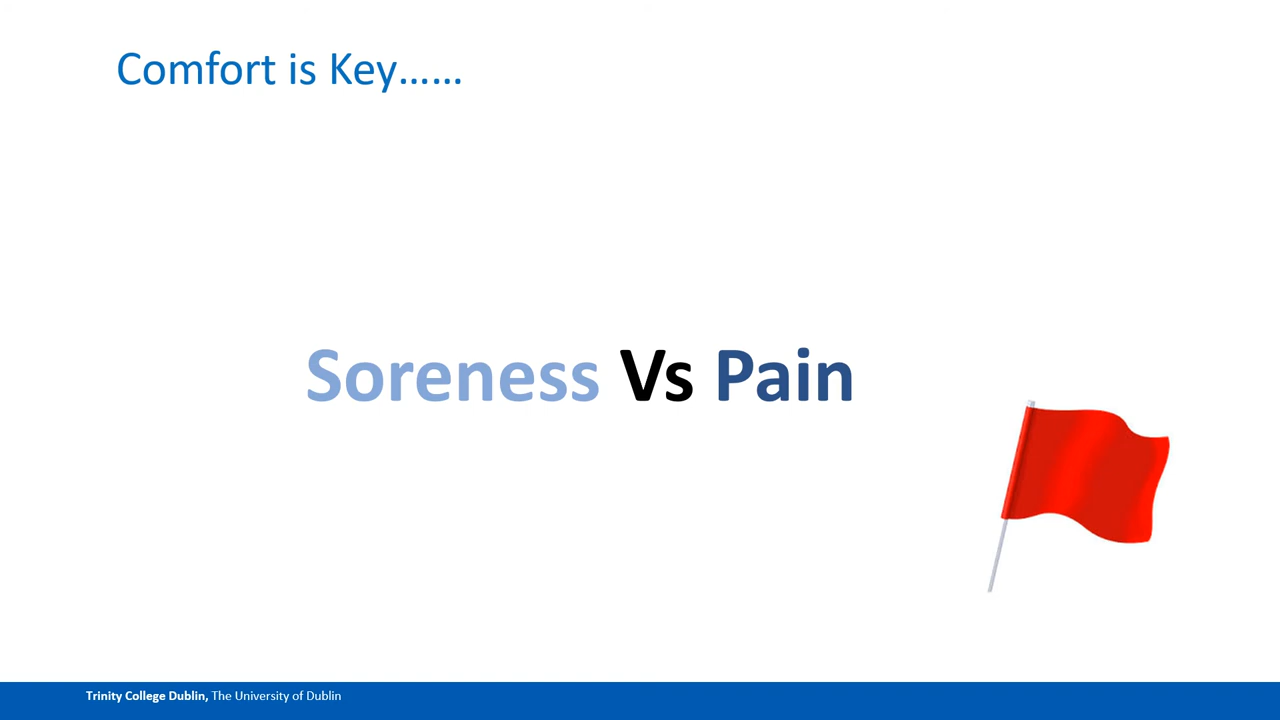 Comfort is Key……
Soreness Vs Pain
Trinity College Dublin, The University of Dublin